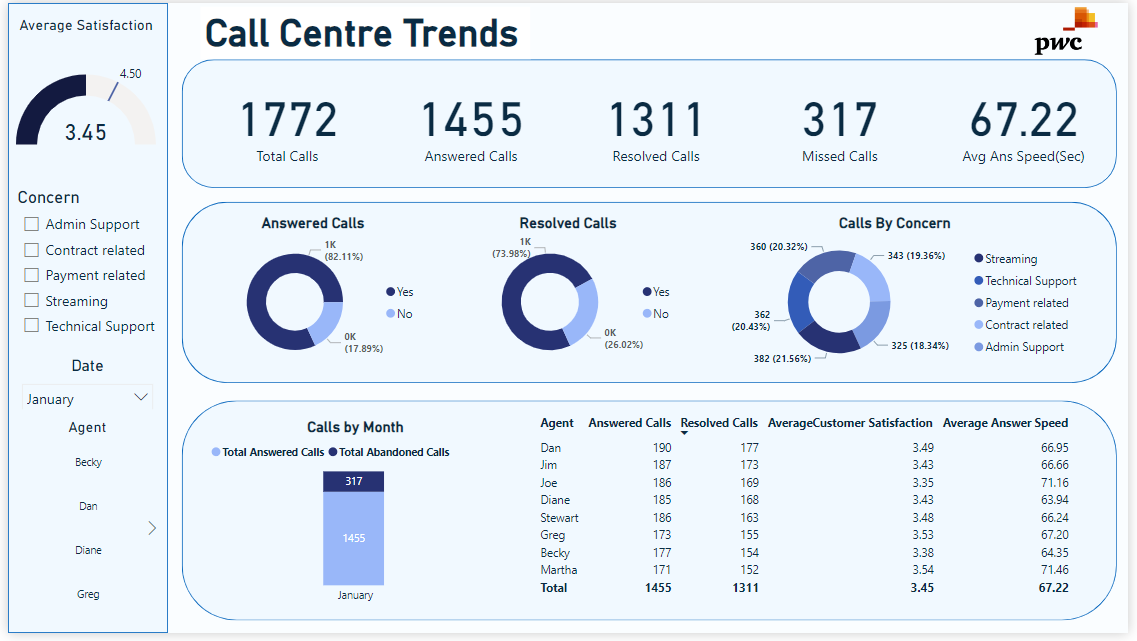 Average Satisfaction
4.50
3.45
Concern
Admin Support
Contract related
Payment related
Streaming
Technical Support
Date
January
Agent
Becky
Dan
Diane
Greg
Call Centre Trends
pwc
1772 1455 1311 317 67.22
Total Calls Answered Calls Resolved Calls Missed Calls Avg Ans Speed(Sec)
Answered Calls
1K
(82.11%)
0K
(17.89%)
Yes
No
Resolved Calls
1K
(73.98%)
0K
(26.02%)
Yes
No
Calls By Concern
360 (20.32%)
343 (19.36%)
362
(20.43%)
325 (18.34%)
382 (21.56%)
Streaming
Technical Support
Payment related
Contract related
Admin Support
Calls by Month
Total Answered Calls Total Abandoned Calls
317
1455
January
Agent Answered Calls Resolved Calls AverageCustomer Satisfaction Average Answer Speed
Dan 190 177 3.49 66.95
Jim 187 173 3.43 66.66
Joe 186 169 3.35 71.16
Diane 185 168 3.43 63.94
Stewart 186 163 3.48 66.24
Greg 173 155 3.53 67.20
Becky 177 154 3.38 64.35
Martha 171 152 3.54 71.46
Total 1455 1311 3.45 67.22